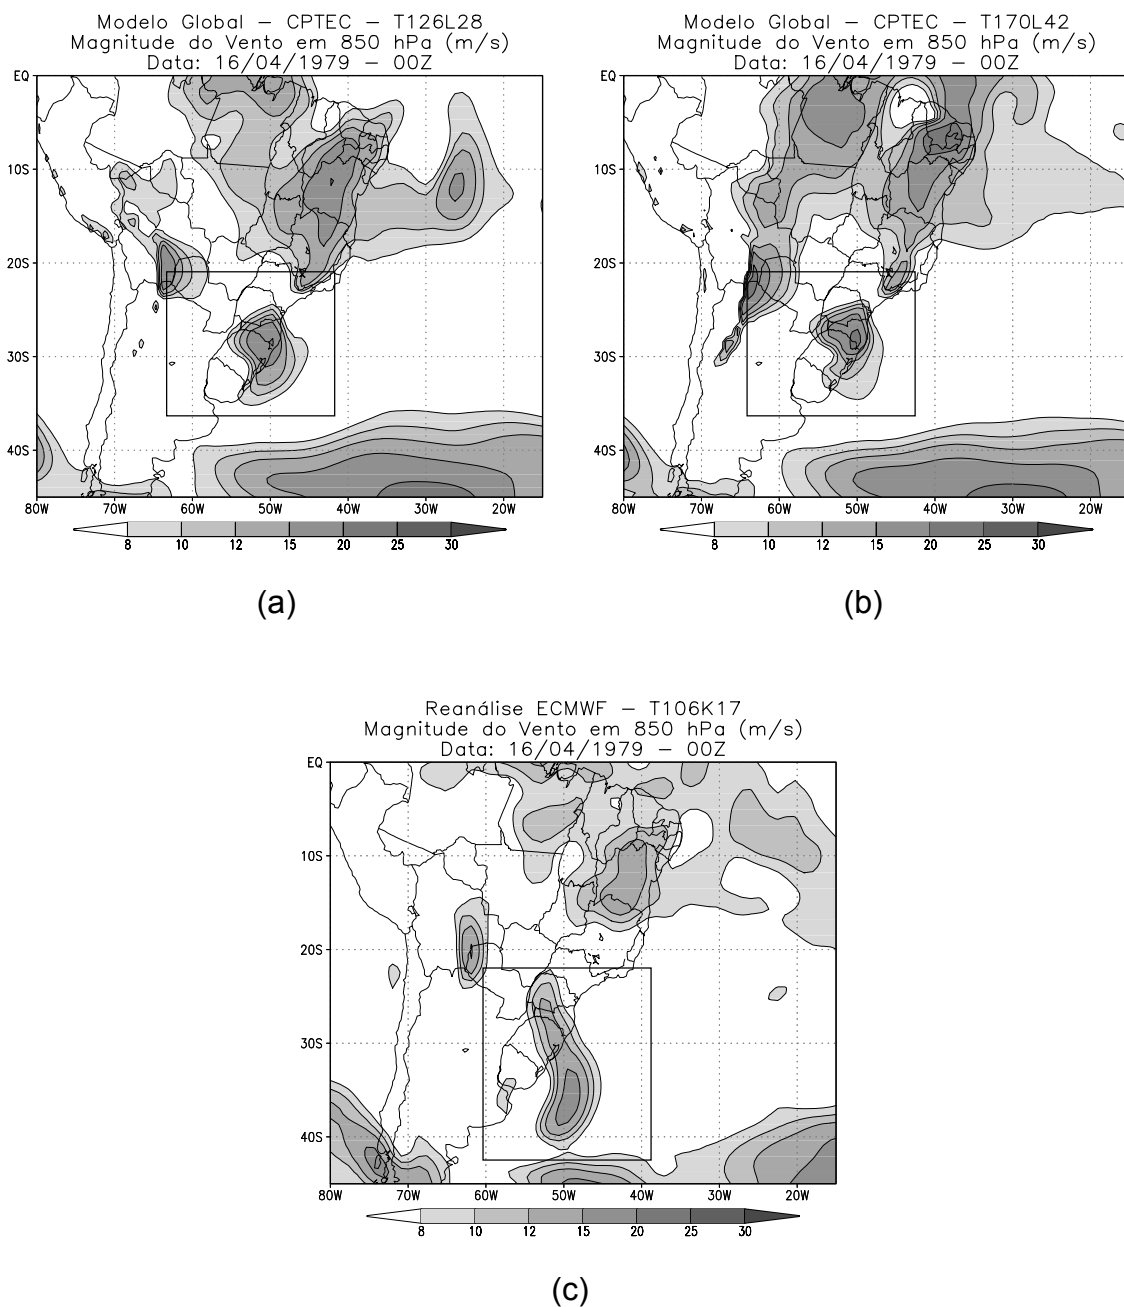 Modelo Global – CPTEC – T126L28
Magnitude do Vento em 850 hPa (m/s)
Data: 16/04/1979 – 00Z
EQ
10S
20S
30S
40S
80W 70W 60W 50W 40W 30W 20W
8 10 12 15 20 25 30
(a)
Modelo Global – CPTEC – T170L42
Magnitude do Vento em 850 hPa (m/s)
Data: 16/04/1979 – 00Z
EQ
10S
20S
30S
40S
80W 70W 60W 50W 40W 30W 20W
8 10 12 15 20 25 30
(b)
Reanálise ECMWF – T106K17
Magnitude do Vento em 850 hPa (m/s)
Data: 16/04/1979 – 00Z
EQ
10S
20S
30S
40S
80W 70W 60W 50W 40W 30W 20W
8 10 12 15 20 25 30
(c)